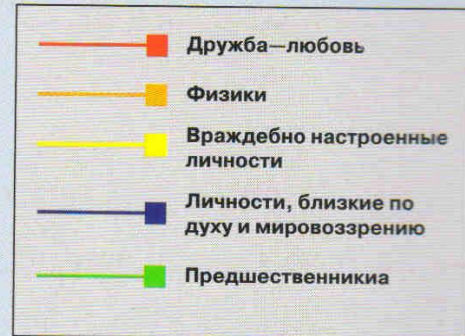 Дружба—любовь
Физики
Враждебно настроенные
личности
Личности, близкие по
духу и мировоззрению
Предшественникиа